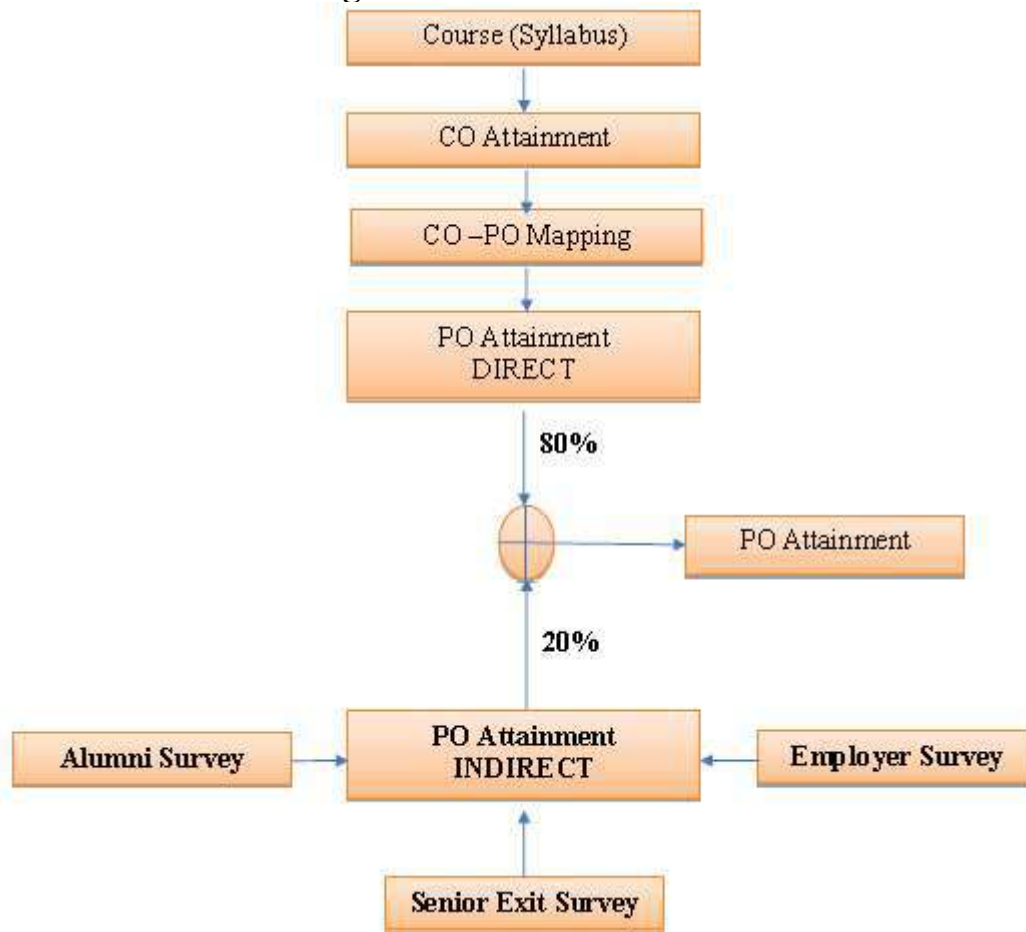 Course (Syllabus)
CO Attainment
CO –PO Mapping
PO Attainment
DIRECT
80%
PO Attainment
20%
PO Attainment
INDIRECT
Alumni Survey
Employer Survey
Senior Exit Survey